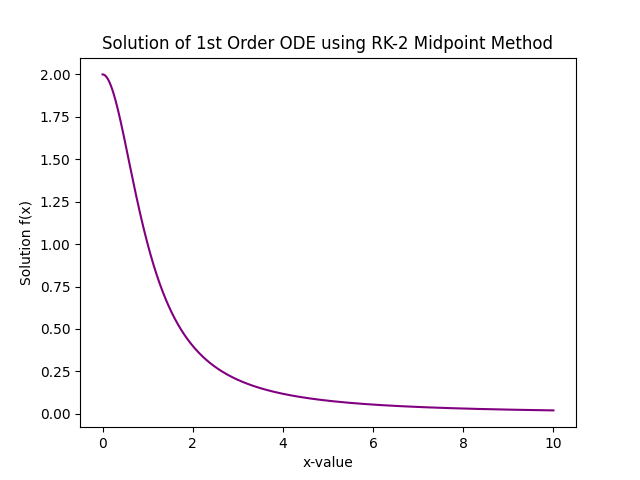 Solution of 1st Order ODE using RK-2 Midpoint Method
2.00
1.75
1.50
1.25
1.00
0.75
0.50
0.25
0.00
Solution f(x)
0 2 4 6 8 10
x-value